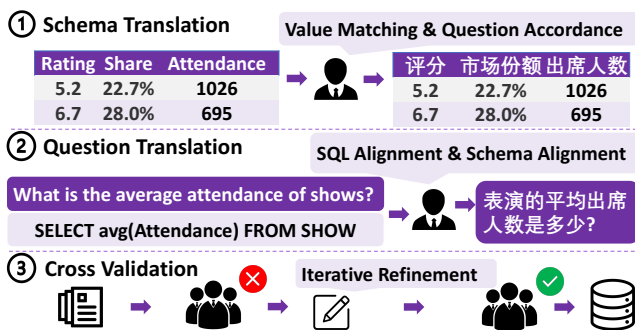 ① Schema Translation
Value Matching & Question Accordance
Rating Share Attendance
5.2 22.7% 1026
6.7 28.0% 695
评分 市场份额 出席人数
5.2 22.7% 1026
6.7 28.0% 695
② Question Translation
SQL Alignment & Schema Alignment
What is the average attendance of shows?
SELECT avg(Attendance) FROM SHOW
表演的平均出席
人数是多少?
③ Cross Validation
Iterative Refinement